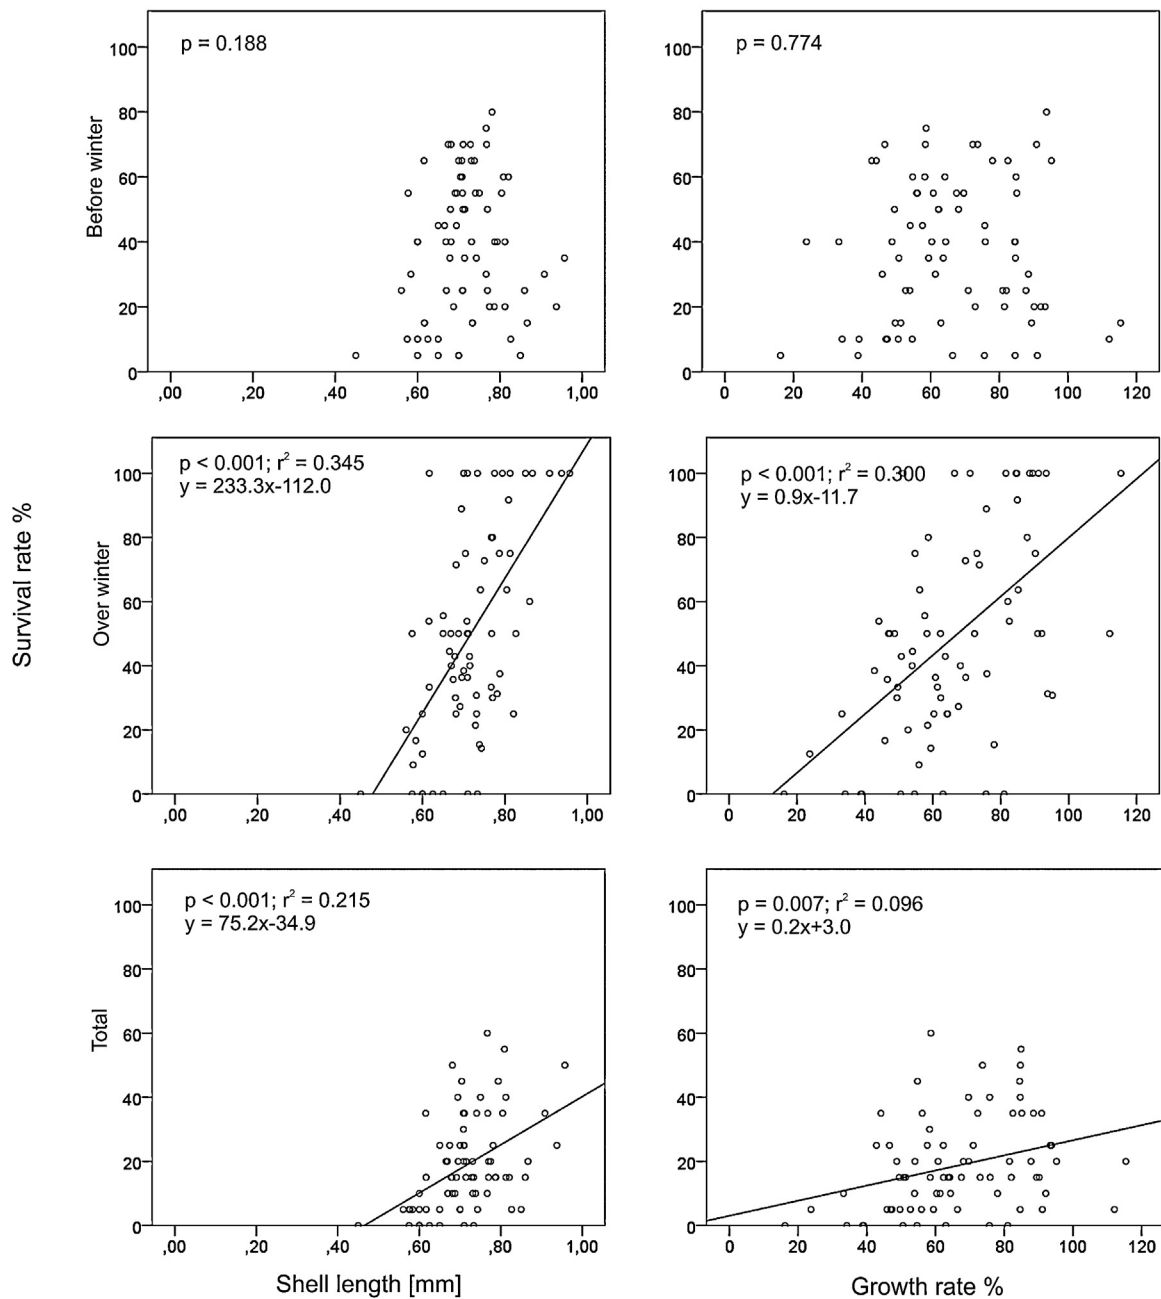 p = 0.188
100
80
60
40
20
0
,00 ,20 ,40 ,60 ,80 1,00
Before winter
p = 0.774
100
80
60
40
20
0
0 20 40 60 80 100 120
Survival rate %
p < 0.001; r² = 0.345
y = 233.3x-112.0
100
80
60
40
20
0
,00 ,20 ,40 ,60 ,80 1,00
Over winter
p < 0.001; r² = 0.300
y = 0.9x-11.7
100
80
60
40
20
0
0 20 40 60 80 100 120
p < 0.001; r² = 0.215
y = 75.2x-34.9
100
80
60
40
20
0
,00 ,20 ,40 ,60 ,80 1,00
Total
Shell length [mm]
p = 0.007; r² = 0.096
y = 0.2x+3.0
100
80
60
40
20
0
0 20 40 60 80 100 120
Growth rate %